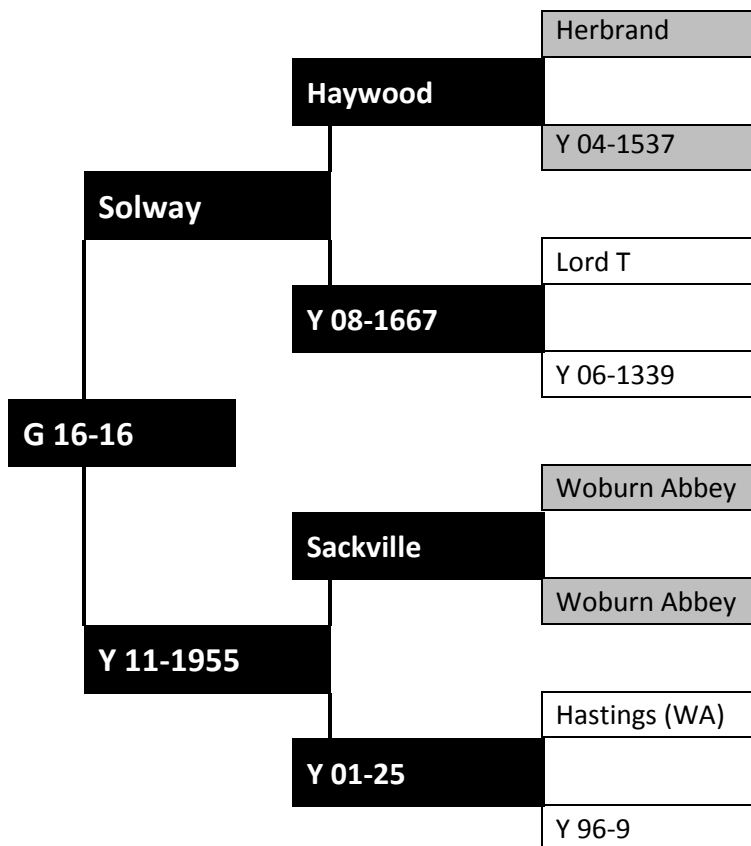 Herbrand
Haywood
Y 04-1537
Solway
Lord T
Y 08-1667
Y 06-1339
G 16-16
Woburn Abbey
Sackville
Woburn Abbey
Y 11-1955
Hastings (WA)
Y 01-25
Y 96-9